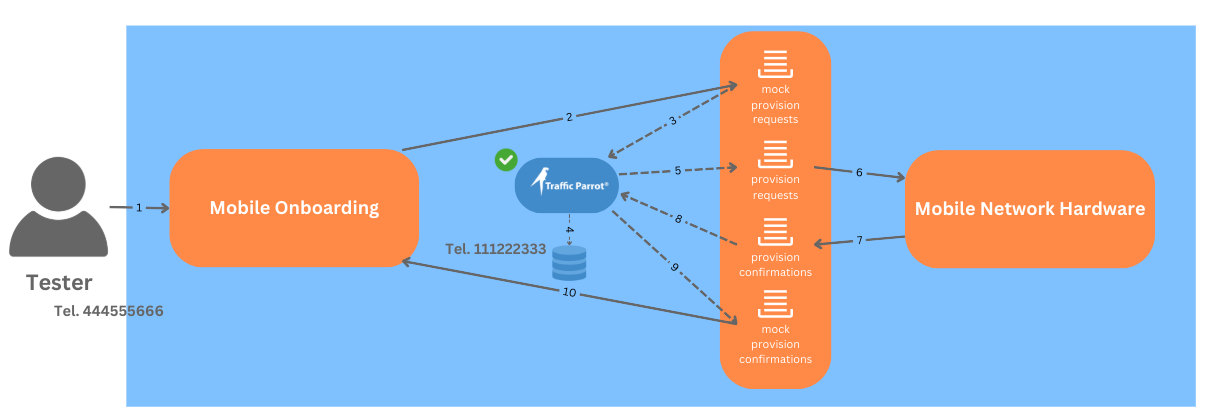 mock
provision
requests
2
3
Traffic Parrot®
5
provision
requests
6
Mobile Onboarding
1
Mobile Network Hardware
8
4
7
Tel. 111222333
provision
confirmations
Tester
9
10
Tel. 444555666
mock
provision
confirmations